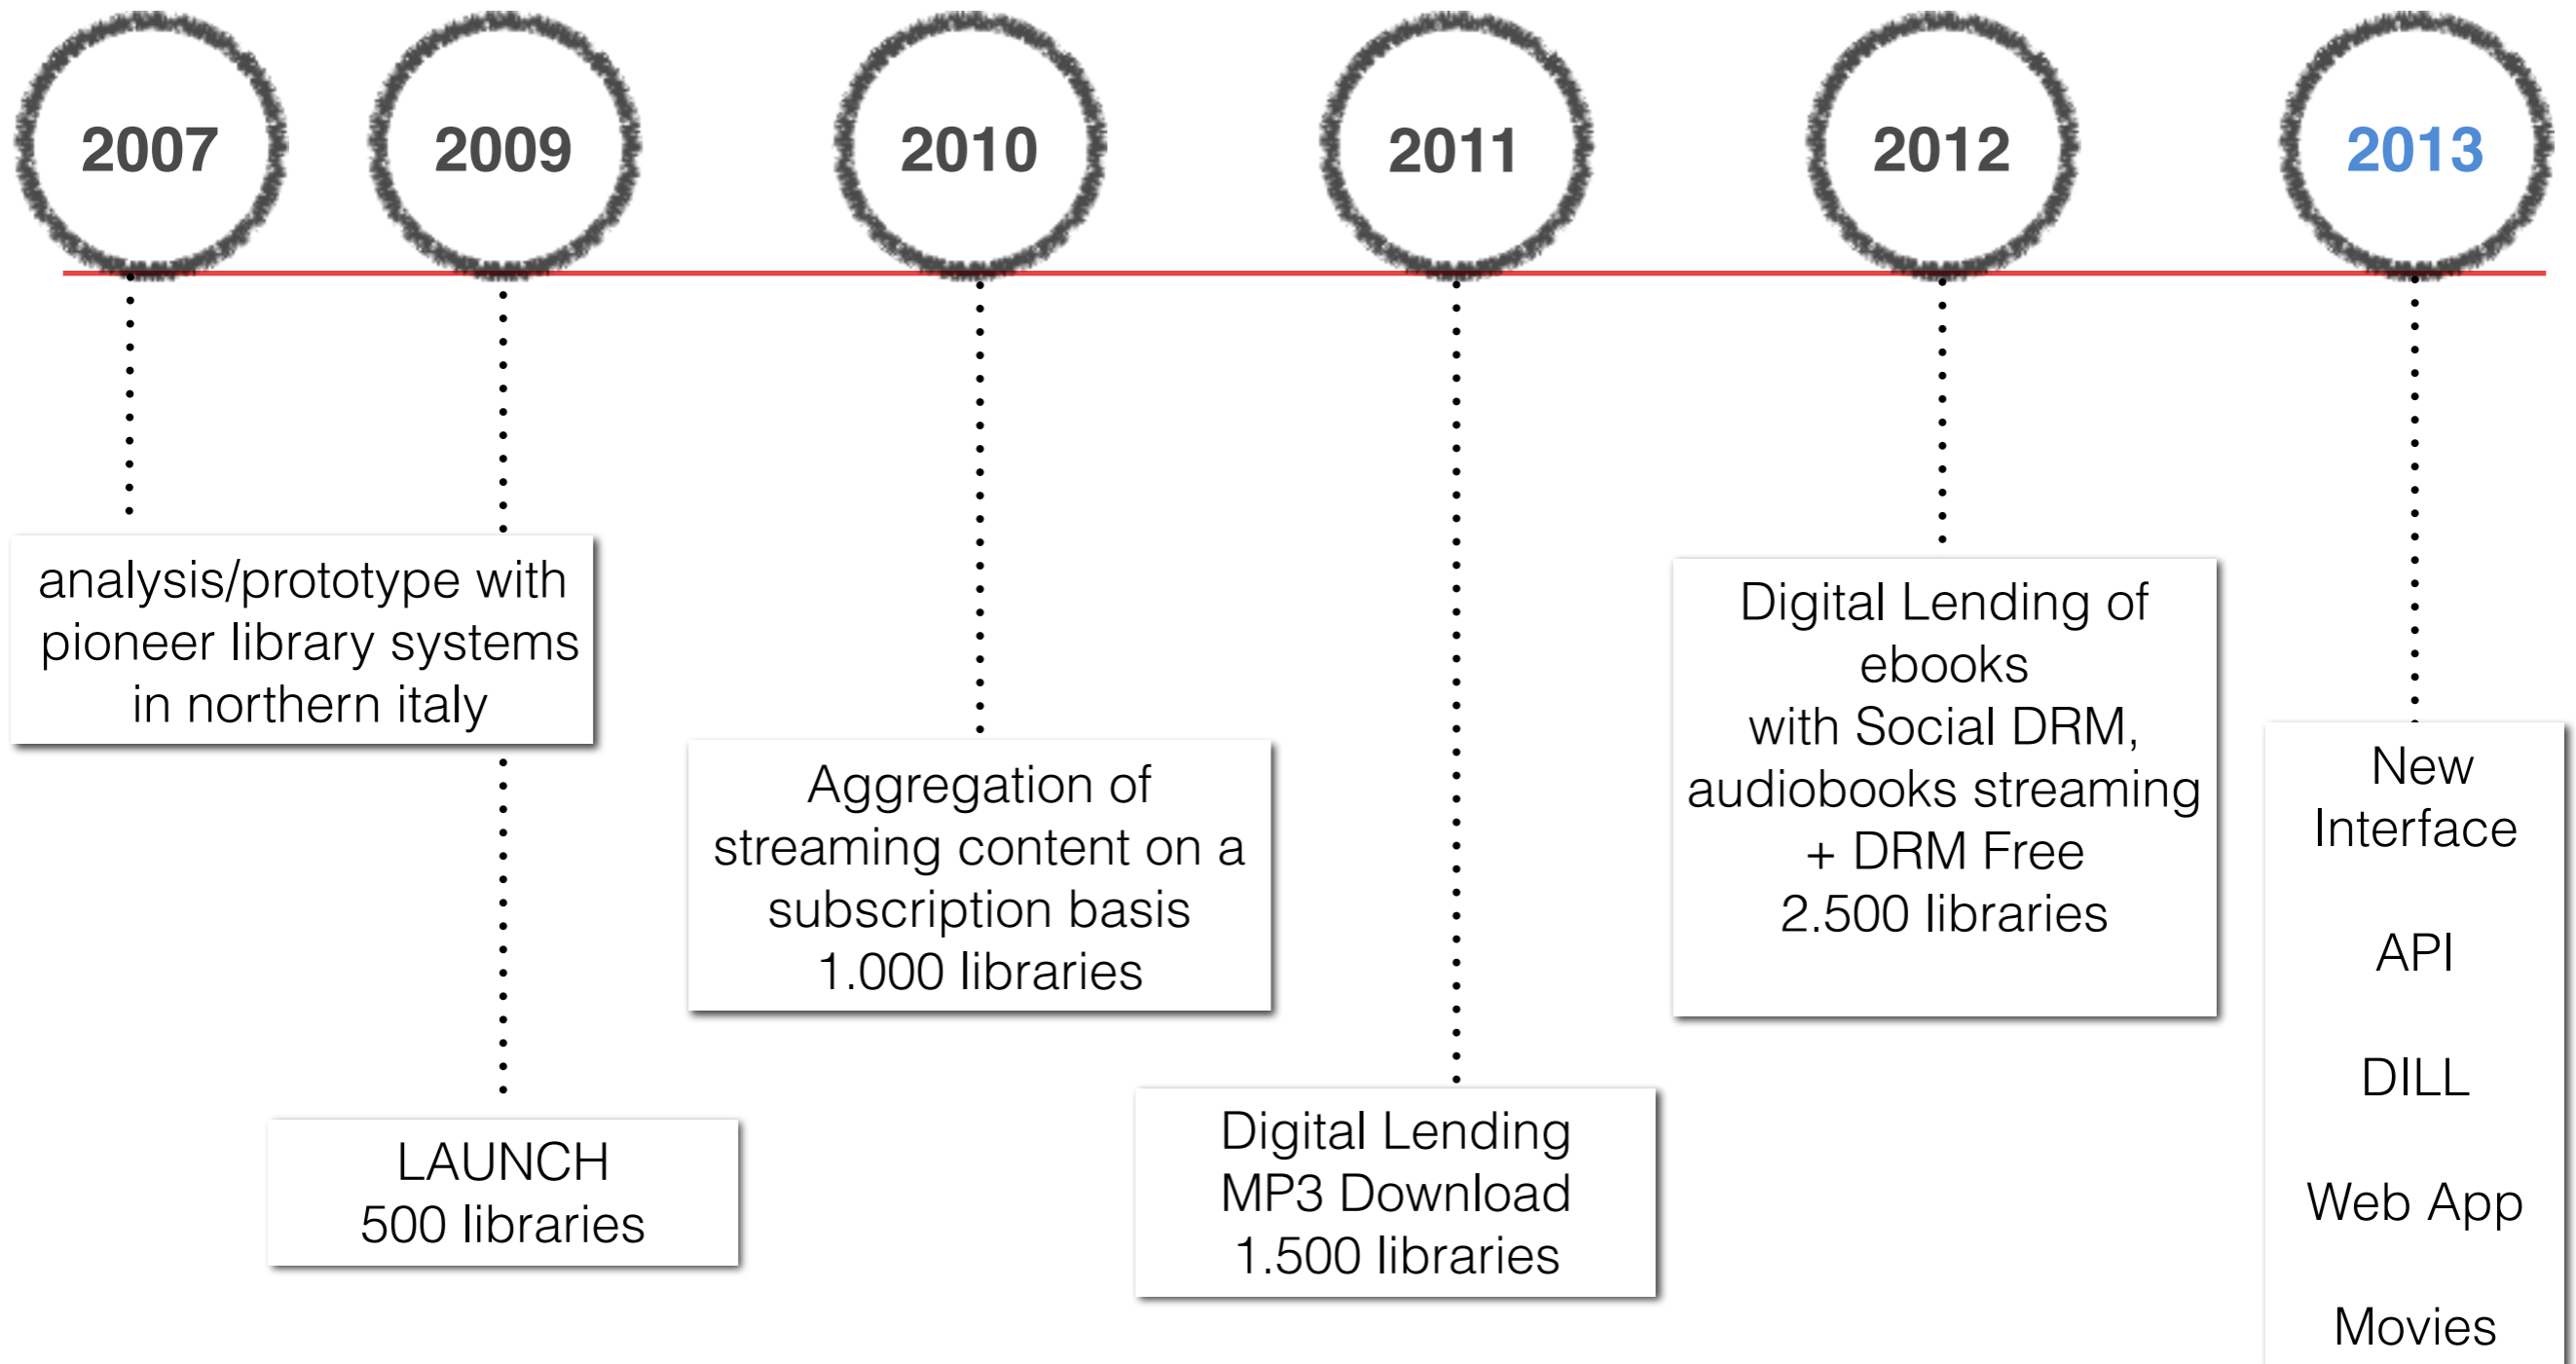 2007
2009
2010
2011
2012
2013
analysis/prototype with
pioneer library systems
in northern italy
LAUNCH
500 libraries
Aggregation of
streaming content on a
subscription basis
1.000 libraries
Digital Lending
MP3 Download
1.500 libraries
Digital Lending of
ebooks
with Social DRM,
audiobooks streaming
+ DRM Free
2.500 libraries
New
Interface
API
DILL
Web App
Movies